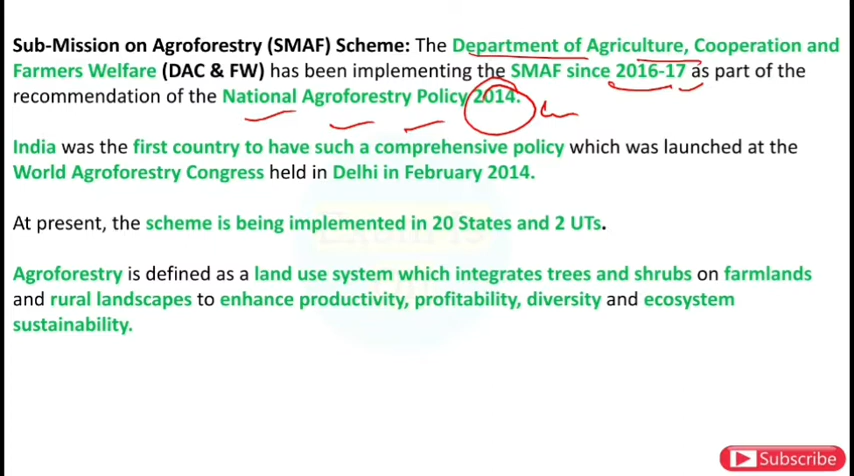 Sub-Mission on Agroforestry (SMAF) Scheme: The Department of Agriculture, Cooperation and
Farmers Welfare (DAC & FW) has been implementing the SMAF since 2016-17 as part of the
recommendation of the National Agroforestry Policy 2014.
India was the first country to have such a comprehensive policy which was launched at the
World Agroforestry Congress held in Delhi in February 2014.
At present, the scheme is being implemented in 20 States and 2 UTs.
Agroforestry is defined as a land use system which integrates trees and shrubs on farmlands
and rural landscapes to enhance productivity, profitability, diversity and ecosystem
sustainability.
Subscribe